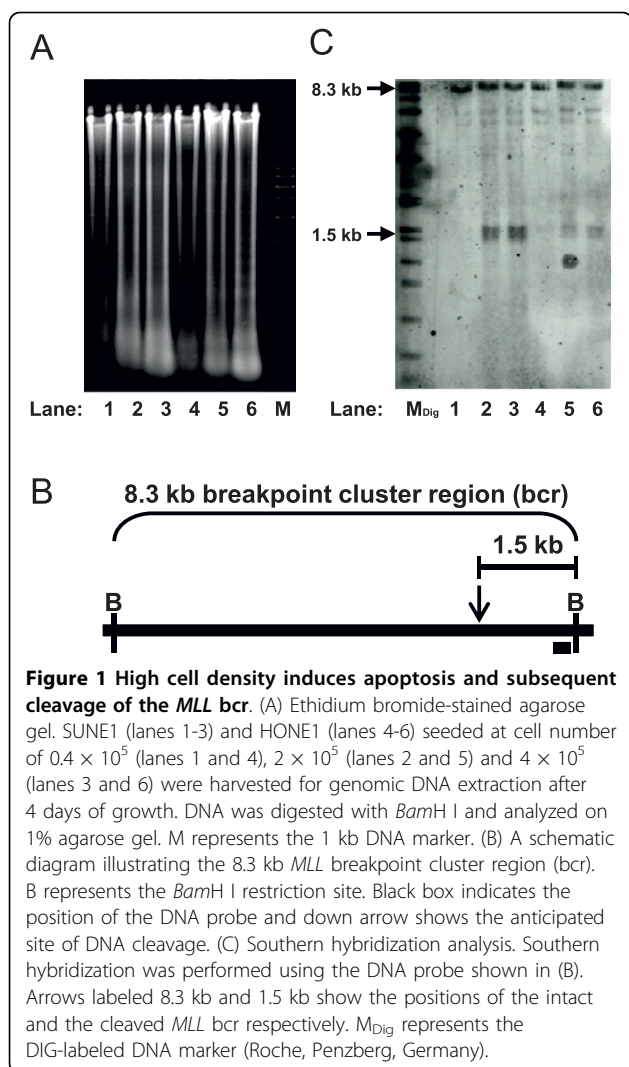 A
C
8.3 kb
1.5 kb
Lane: 1 2 3 4 5 6 M
Lane: MDig 1 2 3 4 5 6
B
8.3 kb breakpoint cluster region (bcr)
1.5 kb
B B
Figure 1 High cell density induces apoptosis and subsequent
cleavage of the MLL bcr. (A) Ethidium bromide-stained agarose
gel. SUNE1 (lanes 1-3) and HONE1 (lanes 4-6) seeded at cell number
of 0.4 × 10⁵ (lanes 1 and 4), 2 × 10⁵ (lanes 2 and 5) and 4 × 10⁵
(lanes 3 and 6) were harvested for genomic DNA extraction after
4 days of growth. DNA was digested with BamH I and analyzed on
1% agarose gel. M represents the 1 kb DNA marker. (B) A schematic
diagram illustrating the 8.3 kb MLL breakpoint cluster region (bcr).
B represents the BamH I restriction site. Black box indicates the
position of the DNA probe and down arrow shows the anticipated
site of DNA cleavage. (C) Southern hybridization analysis. Southern
hybridization was performed using the DNA probe shown in (B).
Arrows labeled 8.3 kb and 1.5 kb show the positions of the intact
and the cleaved MLL bcr respectively. MDig represents the
DIG-labeled DNA marker (Roche, Penzberg, Germany).